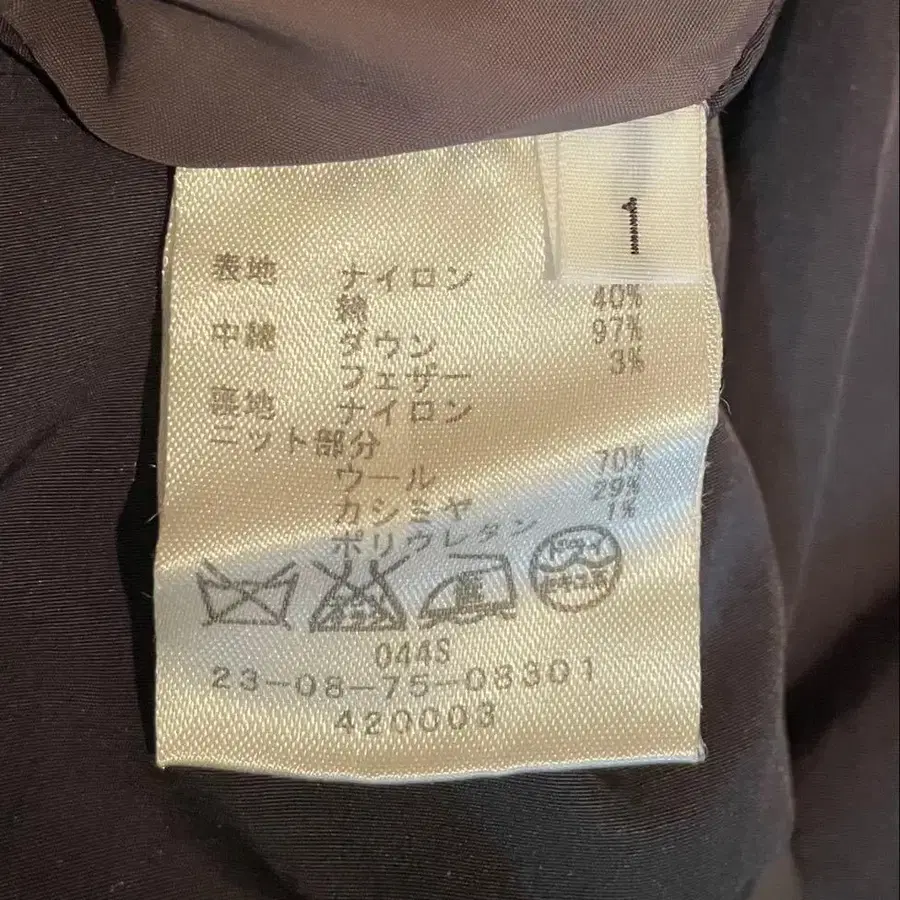 1
表地 ナイロン
綿 40%
中綿 ダウン 97%
フェザー 3%
裏地 ナイロン
ニット部分
ウール 70%
カシミヤ 29%
ポリウレタン 1%
ドライ
044S
23-08-75-08301
420003